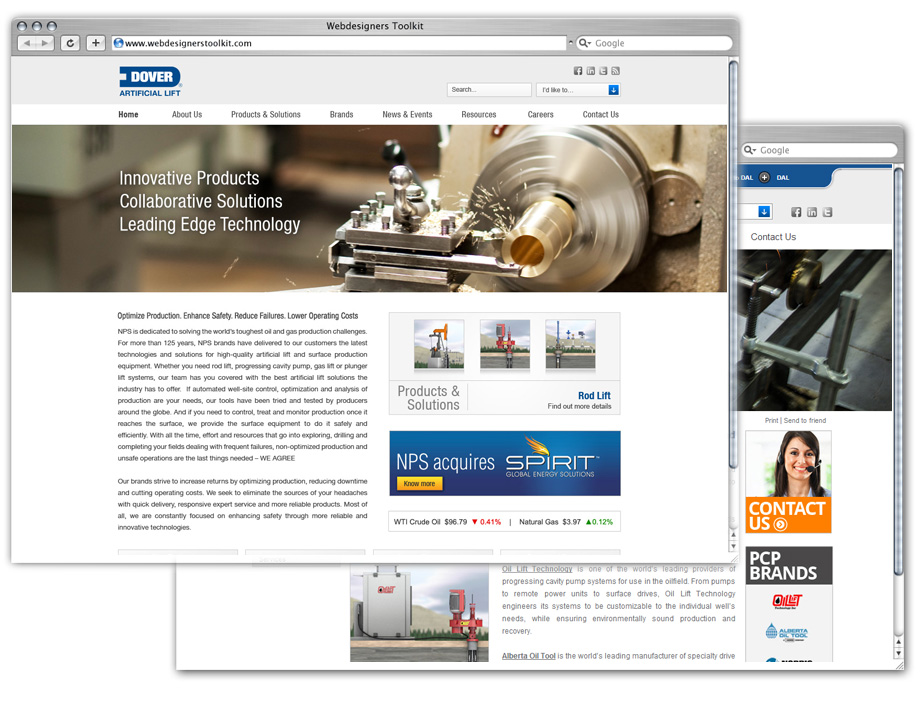 Webdesigners Toolkit
www.webdesignerstoolkit.com
Google
DOVER
ARTIFICIAL LIFT
Search...
I'd like to...
Home
About Us
Products & Solutions
Brands
News & Events
Resources
Careers
Contact Us
Innovative Products
Collaborative Solutions
Leading Edge Technology
Optimize Production. Enhance Safety. Reduce Failures. Lower Operating Costs
NPS is dedicated to solving the world's toughest oil and gas production challenges.
For more than 125 years, NPS brands have delivered to our customers the latest
technologies and solutions for high-quality artificial lift and surface production
equipment. Whether you need rod lift, progressing cavity pump, gas lift or plunger
lift systems, our team has you covered with the best artificial lift solutions the
industry has to offer. If automated well-site control, optimization and analysis of
production are your needs, our tools have been tried and tested by producers
around the globe. And if you need to control, treat and monitor production once it
reaches the surface, we provide the surface equipment to do it safely and
efficiently. With all the time, effort and resources that go into exploring, drilling and
completing your fields dealing with frequent failures, non-optimized production and
unsafe operations are the last things needed – WE AGREE
Our brands strive to increase returns by optimizing production, reducing downtime
and cutting operating costs. We seek to eliminate the sources of your headaches
with quick delivery, responsive expert service and more reliable products. Most of
all, we are constantly focused on enhancing safety through more reliable and
innovative technologies.
Products &
Solutions
Rod Lift
Find out more details
NPS acquires
SPIRIT™
GLOBAL ENERGY SOLUTIONS
Know more
WTI Crude Oil $96.79 ▼ 0.41% | Natural Gas $3.97 ▲0.12%
Google
DAL
DAL
Contact Us
Print | Send to friend
CONTACT
US
PCP
BRANDS
OILLIFT
ALBERTA
OIL TOOL
Oil Lift Technology is one of the world's leading providers of
progressing cavity pump systems for use in the oilfield. From pumps
to remote power units to surface drives, Oil Lift Technology
engineers its systems to be customizable to the individual well's
needs, while ensuring environmentally sound production and
recovery.
Alberta Oil Tool is the world's leading manufacturer of specialty drive